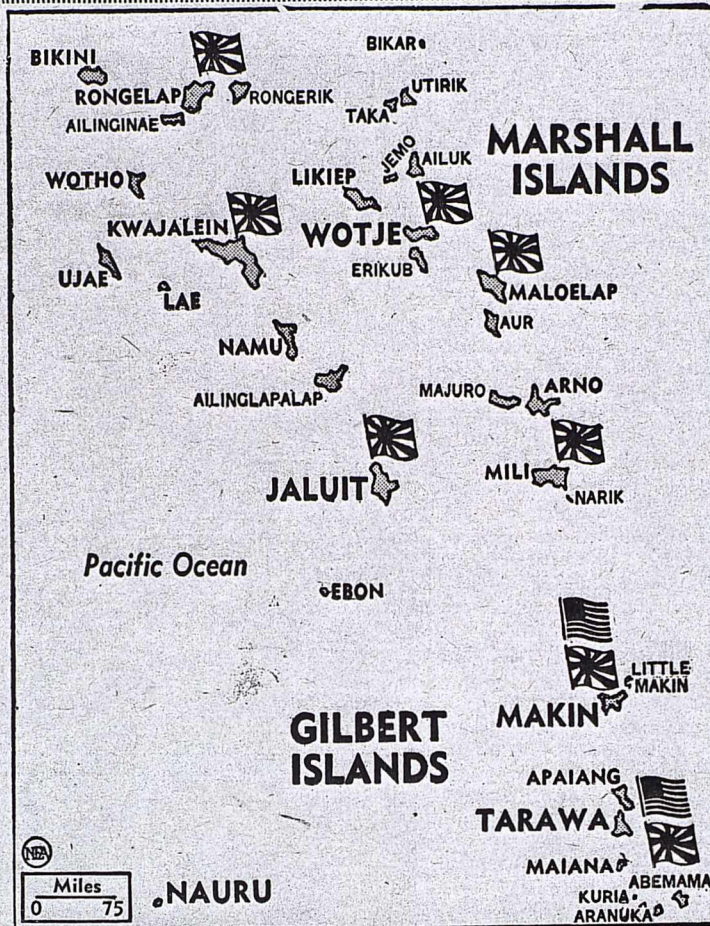 BIKAR
BIKINI
RONGELAP
RONGERIK
UTIRIK
TAKA
AILINGINAE
MARSHALL
ISLANDS
JEMO
AILUK
WOTHO
LIKIEP
KWAJALEIN
WOTJE
ERIKUB
UJAE
LAE
MALOELAP
AUR
NAMU
AILINGLAPALAP
MAJURO
ARNO
JALUIT
MILI
NARIK
Pacific Ocean
EBON
LITTLE
MAKIN
MAKIN
GILBERT
ISLANDS
APAIANG
TARAWA
MAIANA
ABEMAMA
KURIA
ARANUKA
NEA
Miles
0 75
NAURU